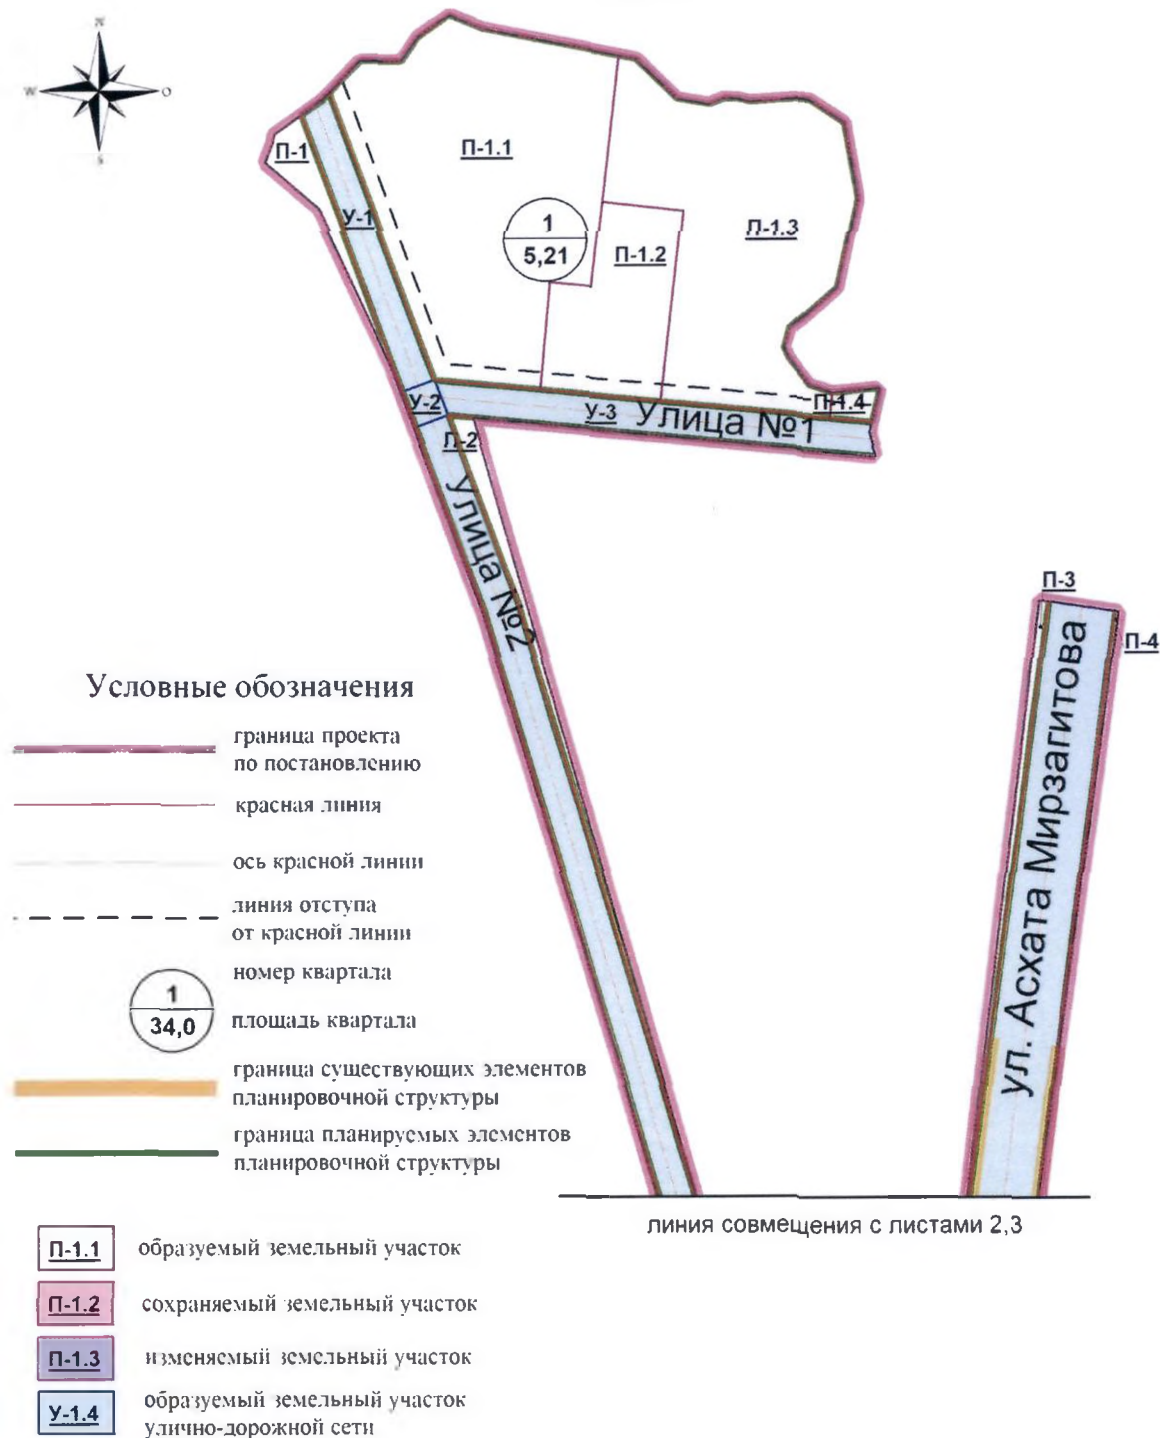 N
W
O
S
П-1
П-1.1
У-1
1
5,21
П-1.2
П-1.3
У-2
У-3
Улица №1
П-1.4
П-2
Улица №2
П-3
П-4
ул. Асхата Мирзагитова
Условные обозначения
граница проекта
по постановлению
красная линия
ось красной линии
линия отступа
от красной линии
номер квартала
1
34,0
площадь квартала
граница существующих элементов
планировочной структуры
граница планируемых элементов
планировочной структуры
линия совмещения с листами 2,3
П-1.1
образуемый земельный участок
П-1.2
сохраняемый земельный участок
П-1.3
изменяемый земельный участок
У-1.4
образуемый земельный участок
улично-дорожной сети